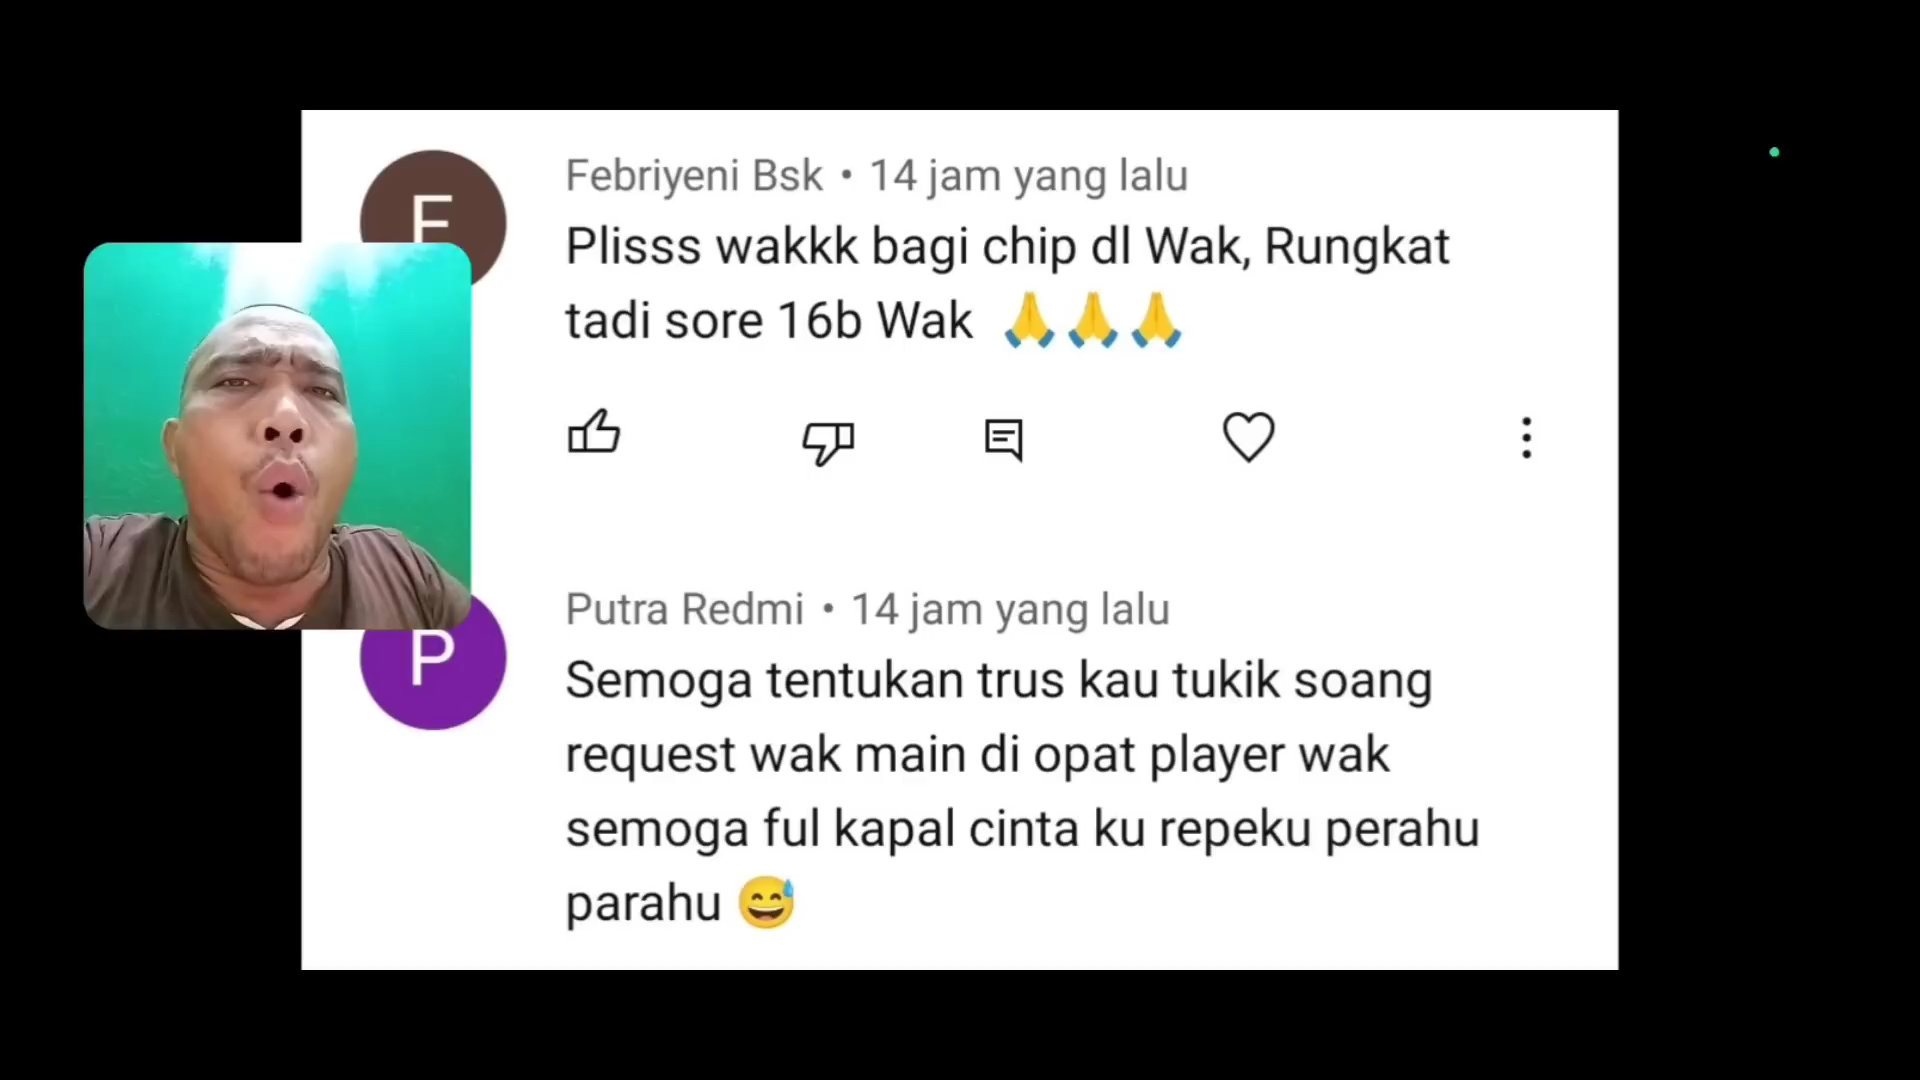 F
Febriyeni Bsk • 14 jam yang lalu
Plisss wakkk bagi chip dl Wak, Rungkat
tadi sore 16b Wak 🙏🙏🙏
P
Putra Redmi • 14 jam yang lalu
Semoga tentukan trus kau tukik soang
request wak main di opat player wak
semoga ful kapal cinta ku repeku perahu
parahu 😅